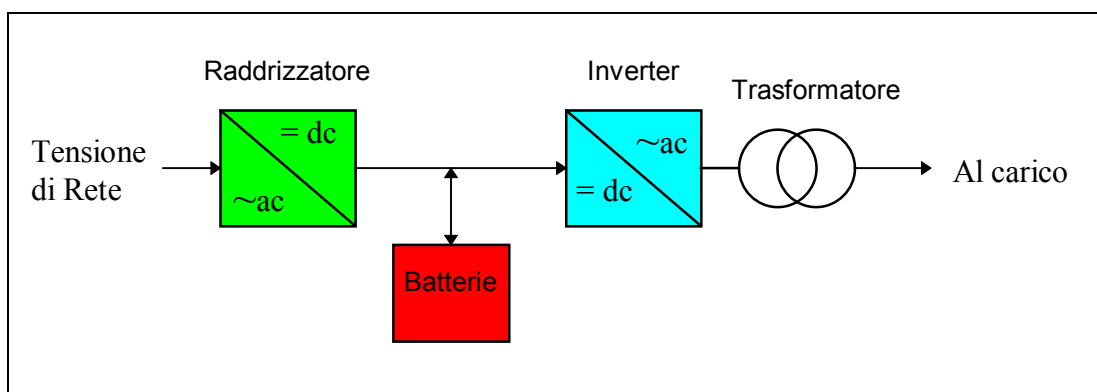 Raddrizzatore
Inverter
Trasformatore
Tensione
di Rete
= dc
~ac
~ac
= dc
Al carico
Batterie